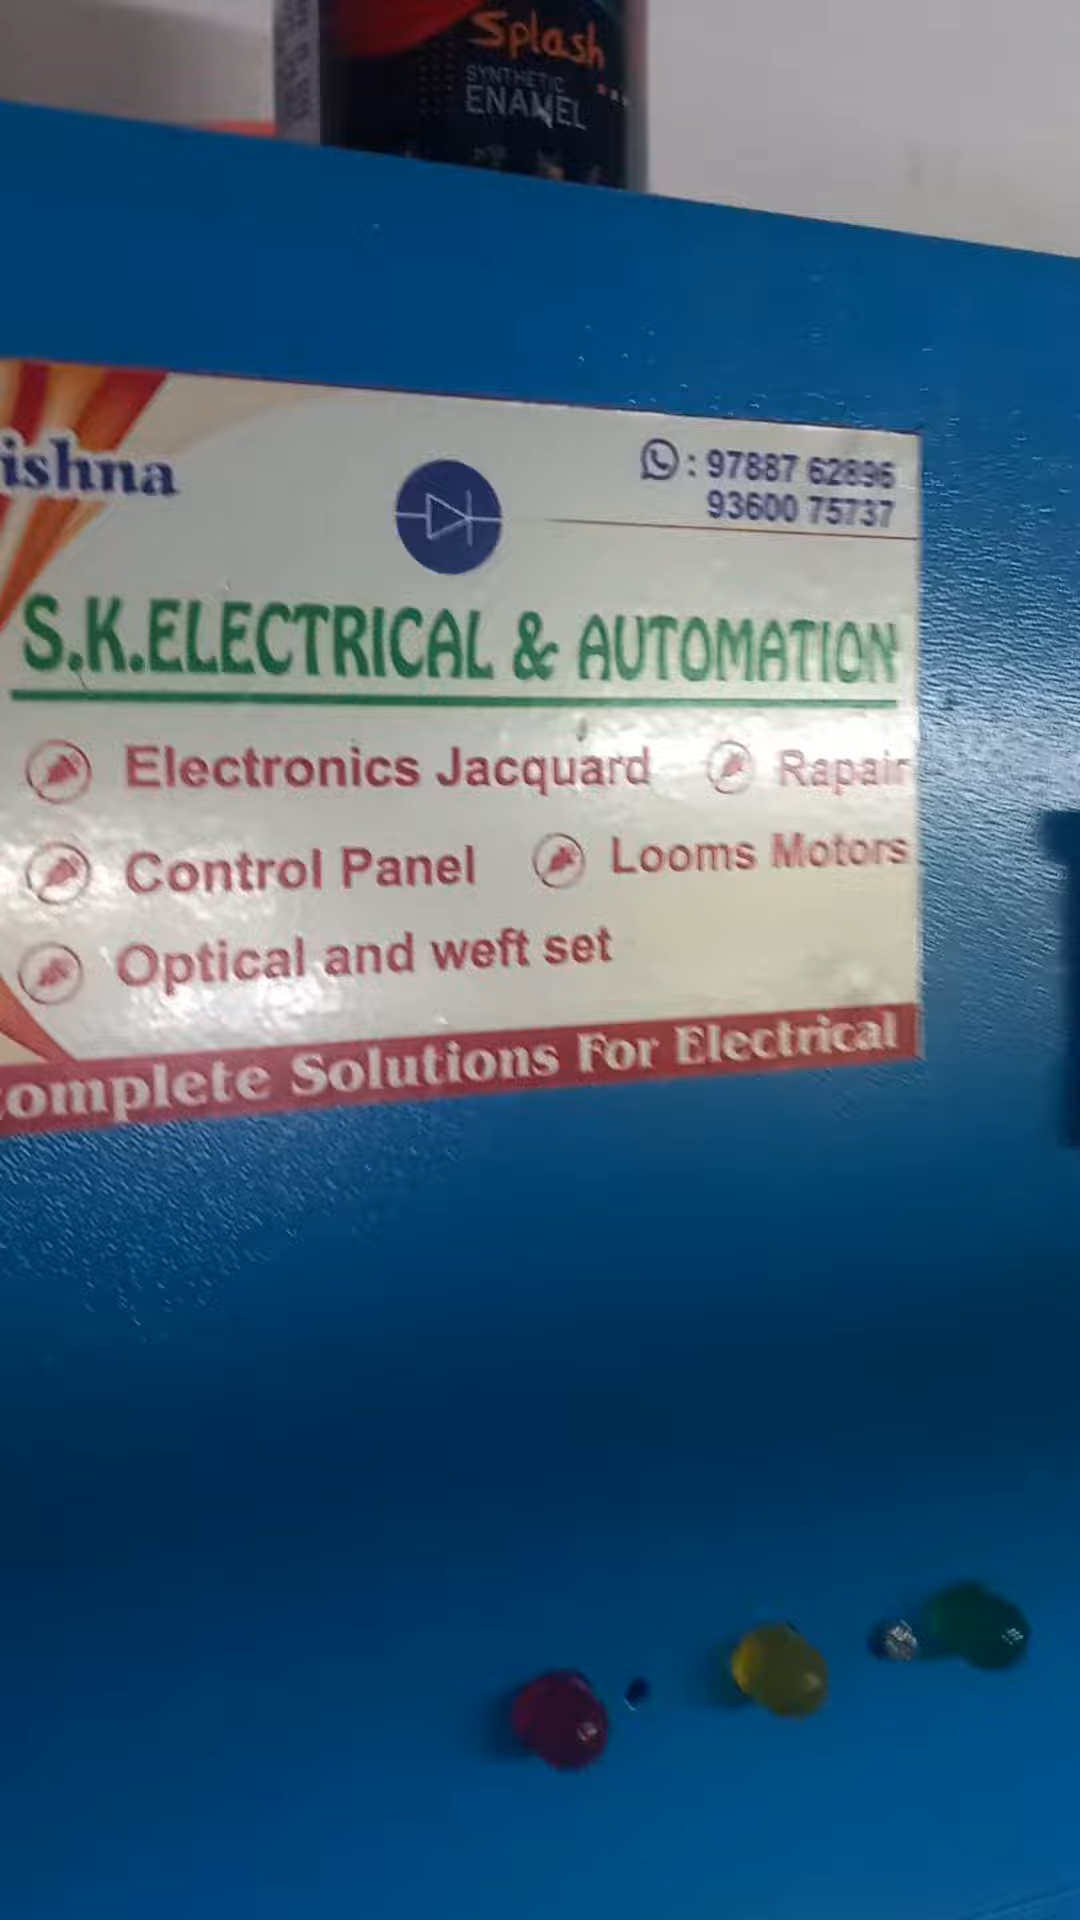 Splash
SYNTHETIC
ENAMEL
ishna
: 97887 62896
93600 75737
S.K.ELECTRICAL & AUTOMATION
Electronics Jacquard Rapair
Control Panel Looms Motors
Optical and weft set
omplete Solutions For Electrical